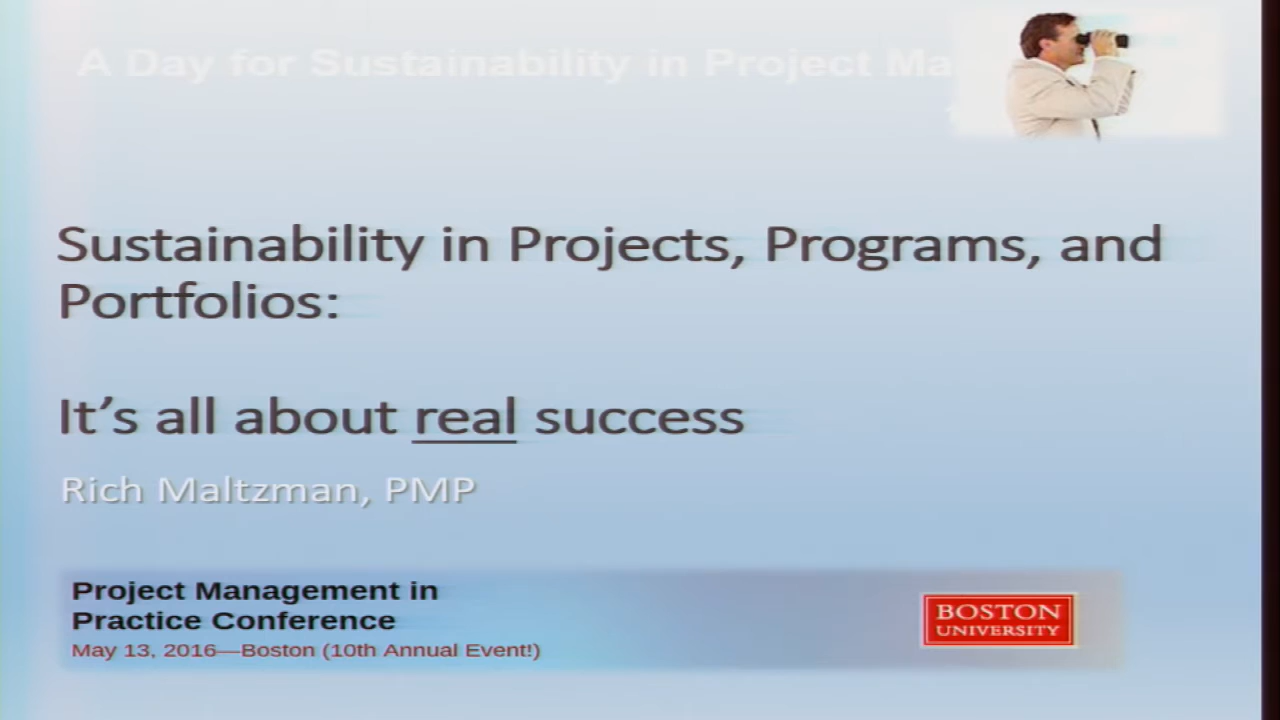 A Day for Sustainability in Project Ma
Sustainability in Projects, Programs, and
Portfolios:
It’s all about real success
Rich Maltzman, PMP
Project Management in
Practice Conference
May 13, 2016—Boston (10th Annual Event!)
BOSTON
UNIVERSITY